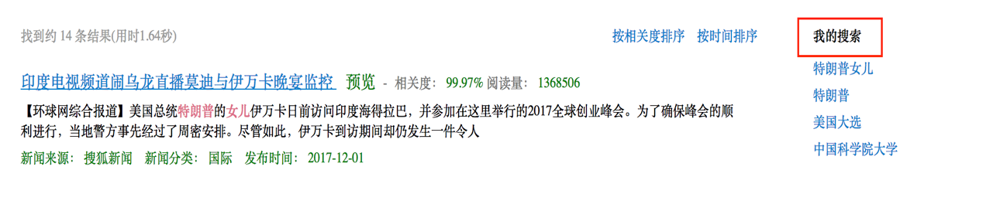 找到约 14 条结果(用时1.64秒)
按相关度排序 按时间排序
印度电视频道闹乌龙直播莫迪与伊万卡晚宴监控 预览 - 相关度： 99.97% 阅读量： 1368506
【环球网综合报道】美国总统特朗普的女儿伊万卡日前访问印度海得拉巴，并参加在这里举行的2017全球创业峰会。为了确保峰会的顺
利进行，当地警方事先经过了周密安排。尽管如此，伊万卡到访期间却仍发生一件令人
新闻来源： 搜狐新闻 新闻分类： 国际 发布时间： 2017-12-01
我的搜索
特朗普女儿
特朗普
美国大选
中国科学院大学